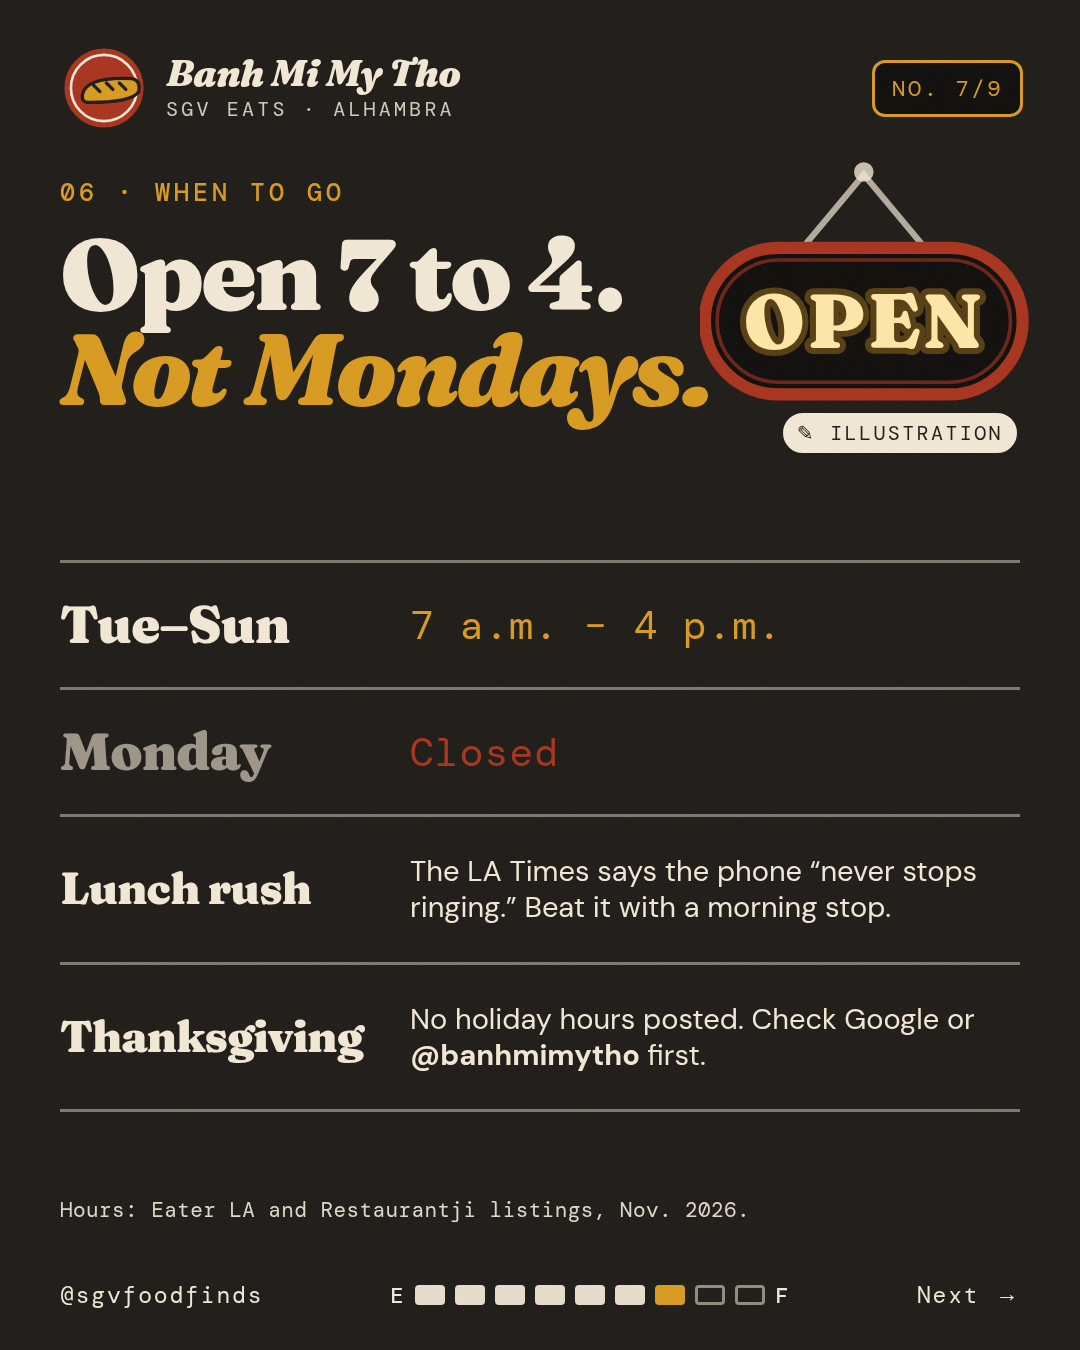 Banh Mi My Tho
SGV EATS · ALHAMBRA
NO. 7/9
06 · WHEN TO GO
Open 7 to 4.
Not Mondays.
OPEN
✎ ILLUSTRATION
Tue–Sun
7 a.m. – 4 p.m.
Monday
Closed
Lunch rush
The LA Times says the phone “never stops
ringing.” Beat it with a morning stop.
Thanksgiving
No holiday hours posted. Check Google or
@banhmimytho first.
Hours: Eater LA and Restaurantji listings, Nov. 2026.
@sgvfoodfinds
E F
Next →